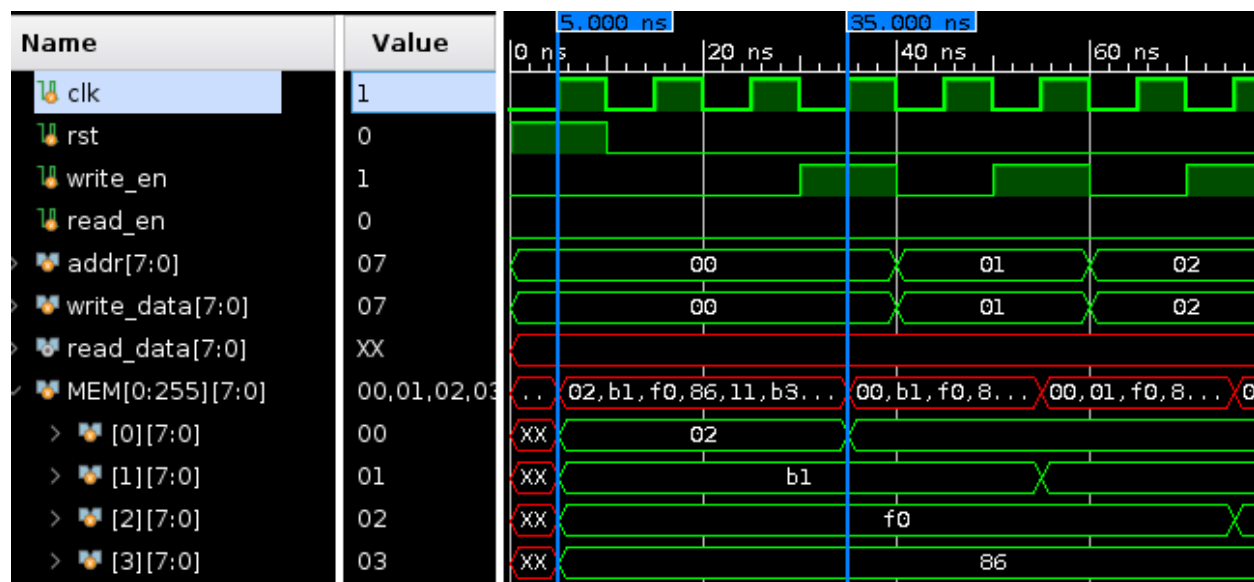 5.000 ns 35.000 ns
Name Value 0 ns 20 ns 40 ns 60 ns
clk 1
rst 0
write_en 1
read_en 0
addr[7:0] 07 00 01 02
write_data[7:0] 07 00 01 02
read_data[7:0] XX
MEM[0:255][7:0] 00,01,02,03 ... 02,b1,f0,86,11,b3... 00,b1,f0,8... 00,01,f0,8... 0
[0][7:0] 00 XX 02
[1][7:0] 01 XX b1
[2][7:0] 02 XX f0
[3][7:0] 03 XX 86